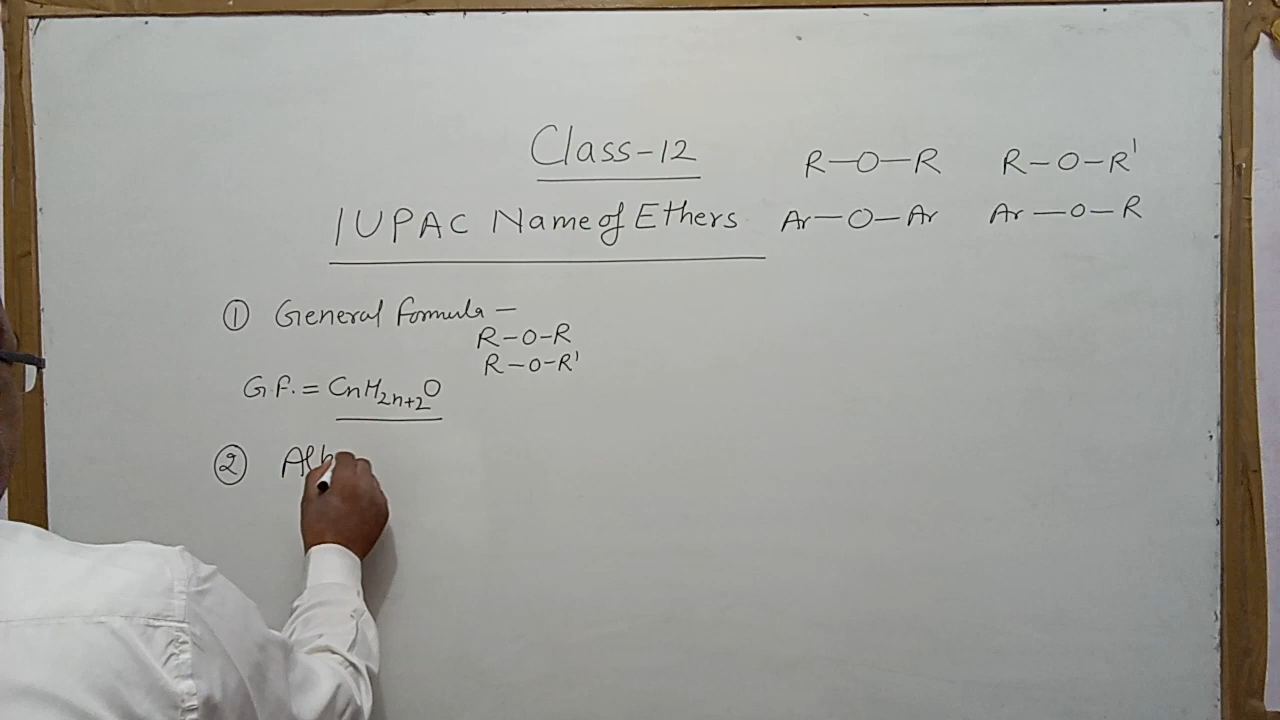 Class-12
R-O-R R-O-R'
IUPAC Name of Ethers
Ar-O-Ar Ar-O-R
① General formula -
R-O-R
R-O-R'
G.F. = CnH2n+2O
②